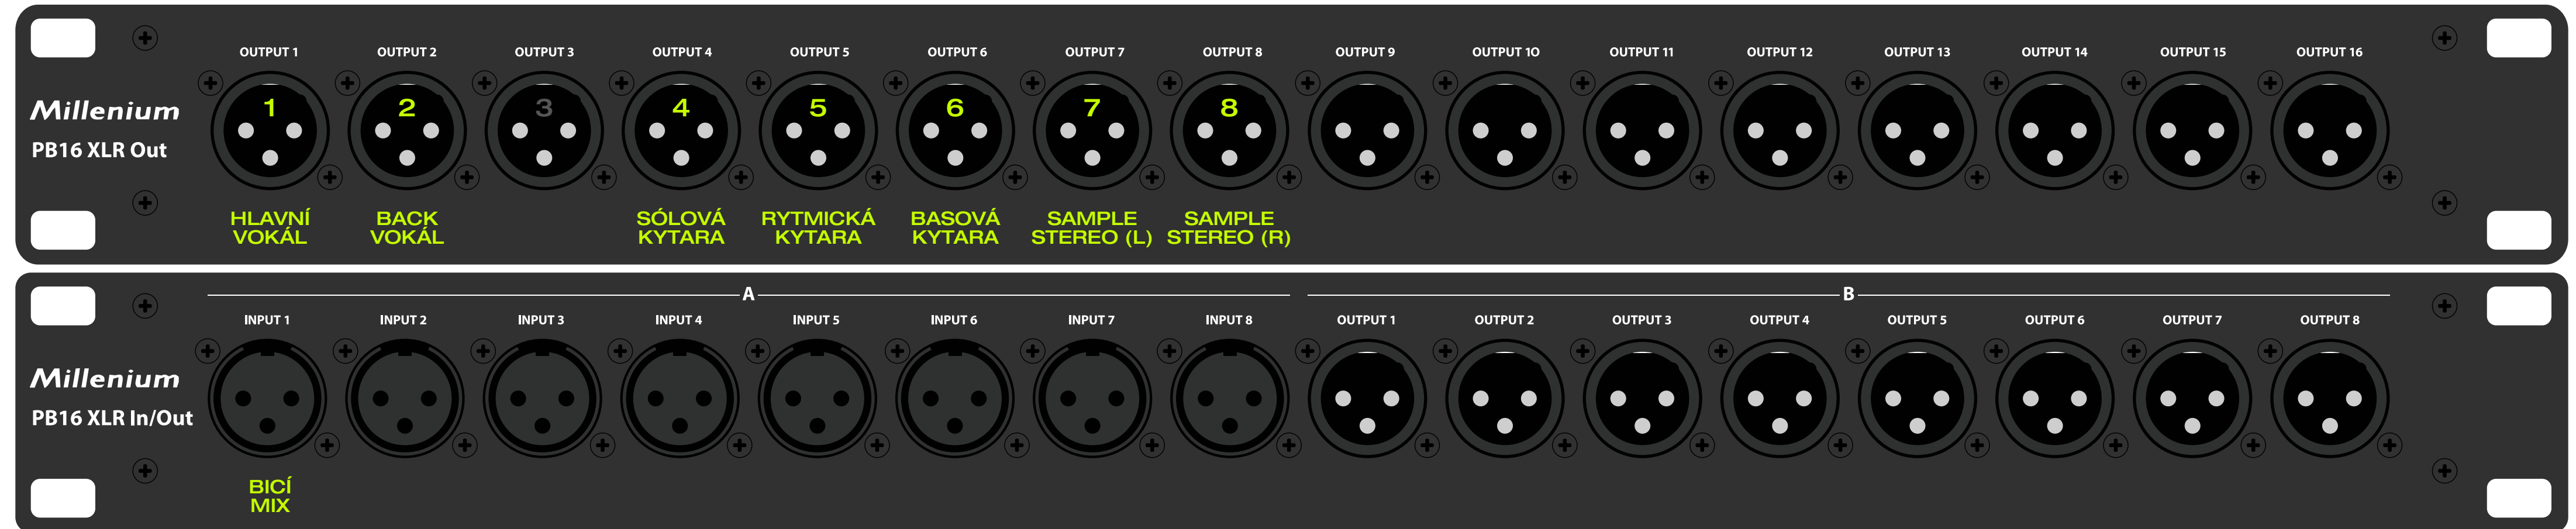 OUTPUT 1 OUTPUT 2 OUTPUT 3 OUTPUT 4 OUTPUT 5 OUTPUT 6 OUTPUT 7 OUTPUT 8 OUTPUT 9 OUTPUT 10 OUTPUT 11 OUTPUT 12 OUTPUT 13 OUTPUT 14 OUTPUT 15 OUTPUT 16
1 2 3 4 5 6 7 8
Millenium
PB16 XLR Out
HLAVNÍ BACK SÓLOVÁ RYTMICKÁ BASOVÁ SAMPLE SAMPLE
VOKÁL VOKÁL KYTARA KYTARA KYTARA STEREO (L) STEREO (R)
A B
INPUT 1 INPUT 2 INPUT 3 INPUT 4 INPUT 5 INPUT 6 INPUT 7 INPUT 8 OUTPUT 1 OUTPUT 2 OUTPUT 3 OUTPUT 4 OUTPUT 5 OUTPUT 6 OUTPUT 7 OUTPUT 8
Millenium
PB16 XLR In/Out
BICÍ
MIX